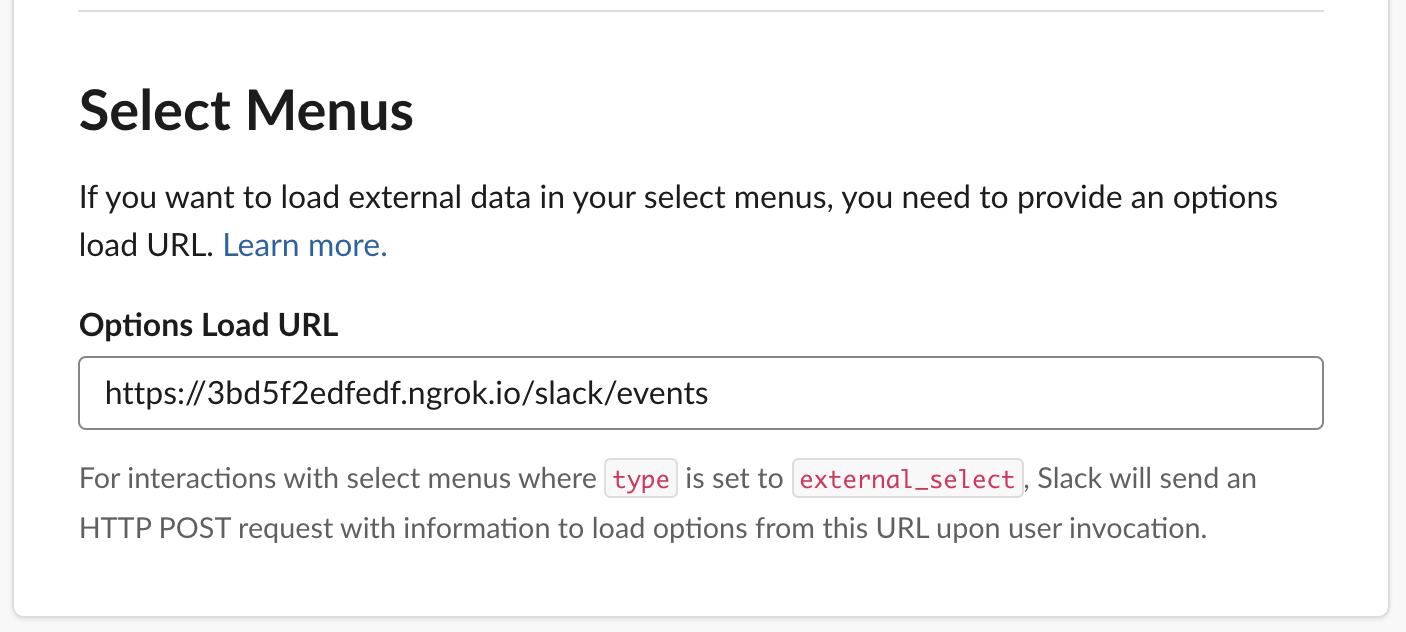 Select Menus
If you want to load external data in your select menus, you need to provide an options
load URL. Learn more.
Options Load URL
https://3bd5f2edfedf.ngrok.io/slack/events
For interactions with select menus where type is set to external_select, Slack will send an
HTTP POST request with information to load options from this URL upon user invocation.